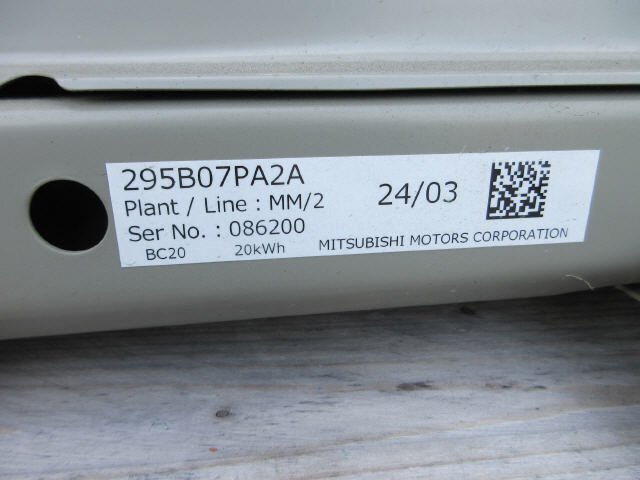 295B07PA2A
24/03
Plant / Line : MM/2
Ser No. : 086200
BC20 20kWh MITSUBISHI MOTORS CORPORATION